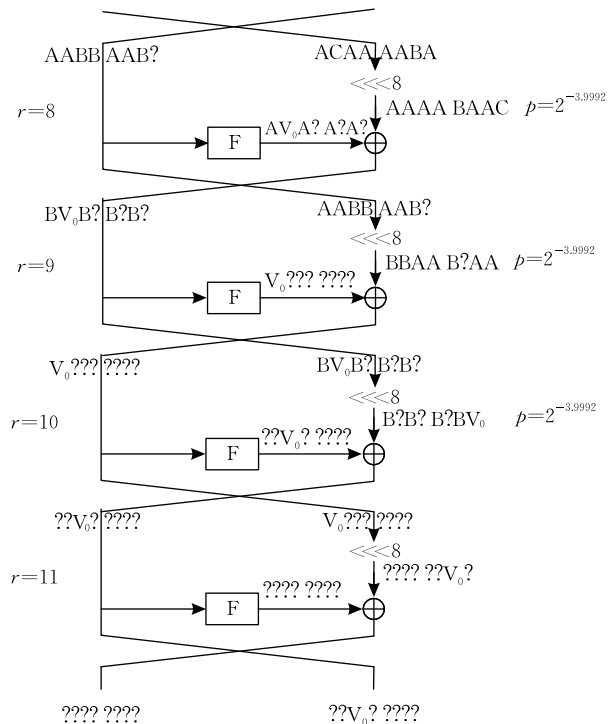 AABB AAB? ACAA AABA
<<<8
r=8 AAAA BAAC p=2^{-3.9992}
F AV₀A? A?A?
BV₀B? B?B? AABB AAB?
<<<8
r=9 BBAA B?AA p=2^{-3.9992}
F V₀??? ????
V₀??? ???? BV₀B? B?B?
<<<8
r=10 B?B? B?BV₀ p=2^{-3.9992}
F ??V₀? ????
??V₀? ???? V₀??? ????
<<<8
r=11 ???? ??V₀?
F ???? ????
???? ???? ??V₀? ????